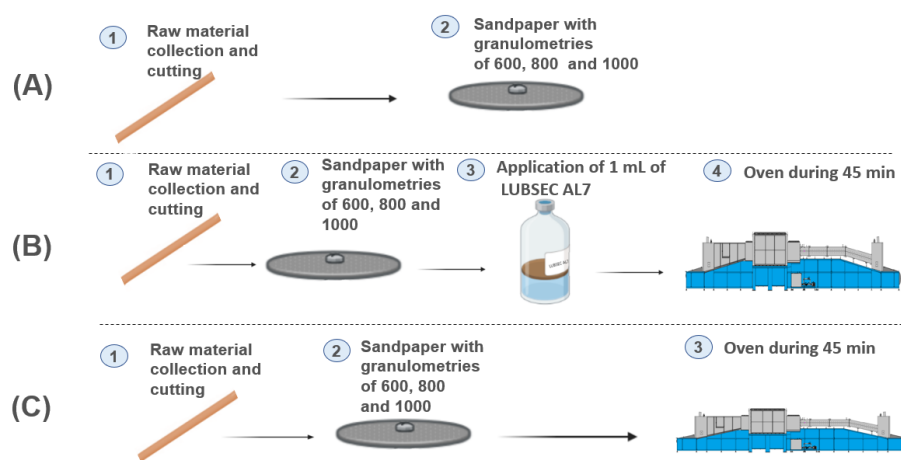 (A)
1
Raw material
collection and
cutting
2
Sandpaper with
granulometries
of 600, 800 and 1000
(B)
1
Raw material
collection and
cutting
2
Sandpaper with
granulometries
of 600, 800 and
1000
3
Application of 1 mL of
LUBSEC AL7
LUBSEC AL7
4
Oven during 45 min
(C)
1
Raw material
collection and
cutting
2
Sandpaper with
granulometries
of 600, 800
and 1000
3
Oven during 45 min